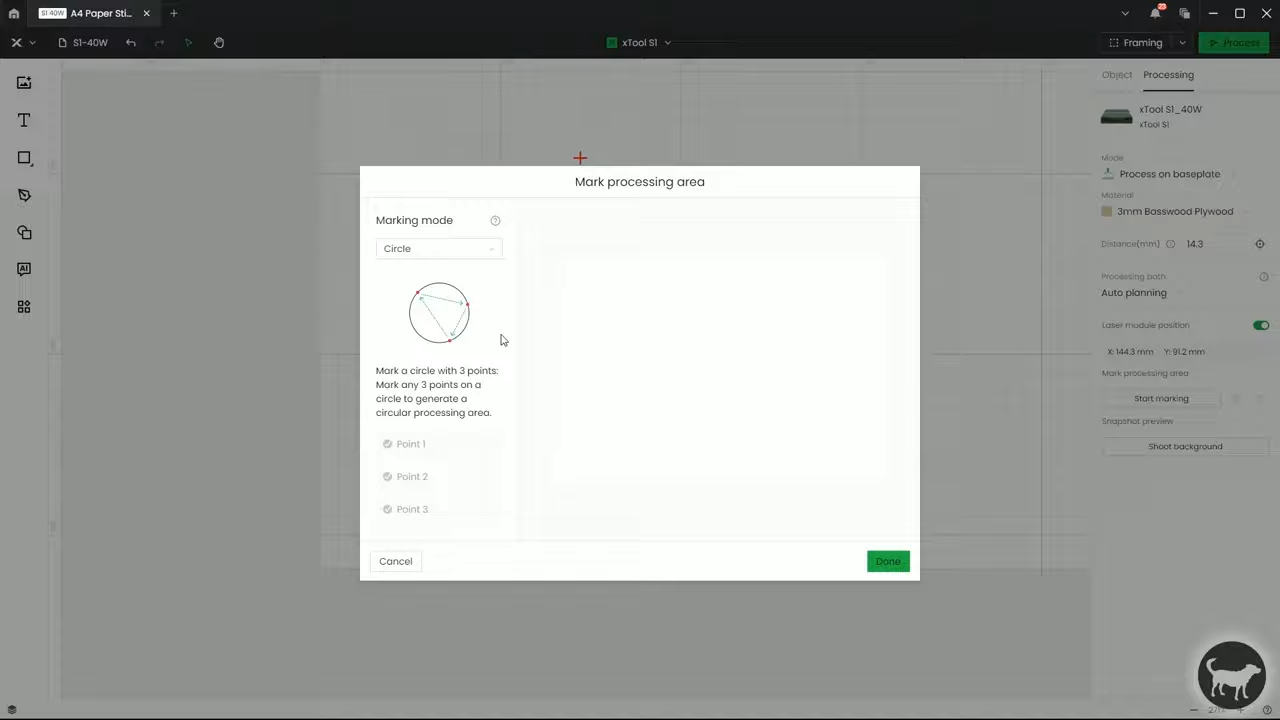 S1 40W A4 Paper Sti...
23
S1-40W
xTool S1
Framing
Process
Object Processing
xTool S1_40W
xTool S1
Mode
Process on baseplate
Material
3mm Basswood Plywood
Distance(mm) 14.3
Processing path
Auto planning
Laser module position
X: 144.3 mm Y: 91.2 mm
Mark processing area
Start marking
Snapshot preview
Shoot background
Mark processing area
Marking mode
Circle
Mark a circle with 3 points:
Mark any 3 points on a
circle to generate a
circular processing area.
Point 1
Point 2
Point 3
Cancel
Done